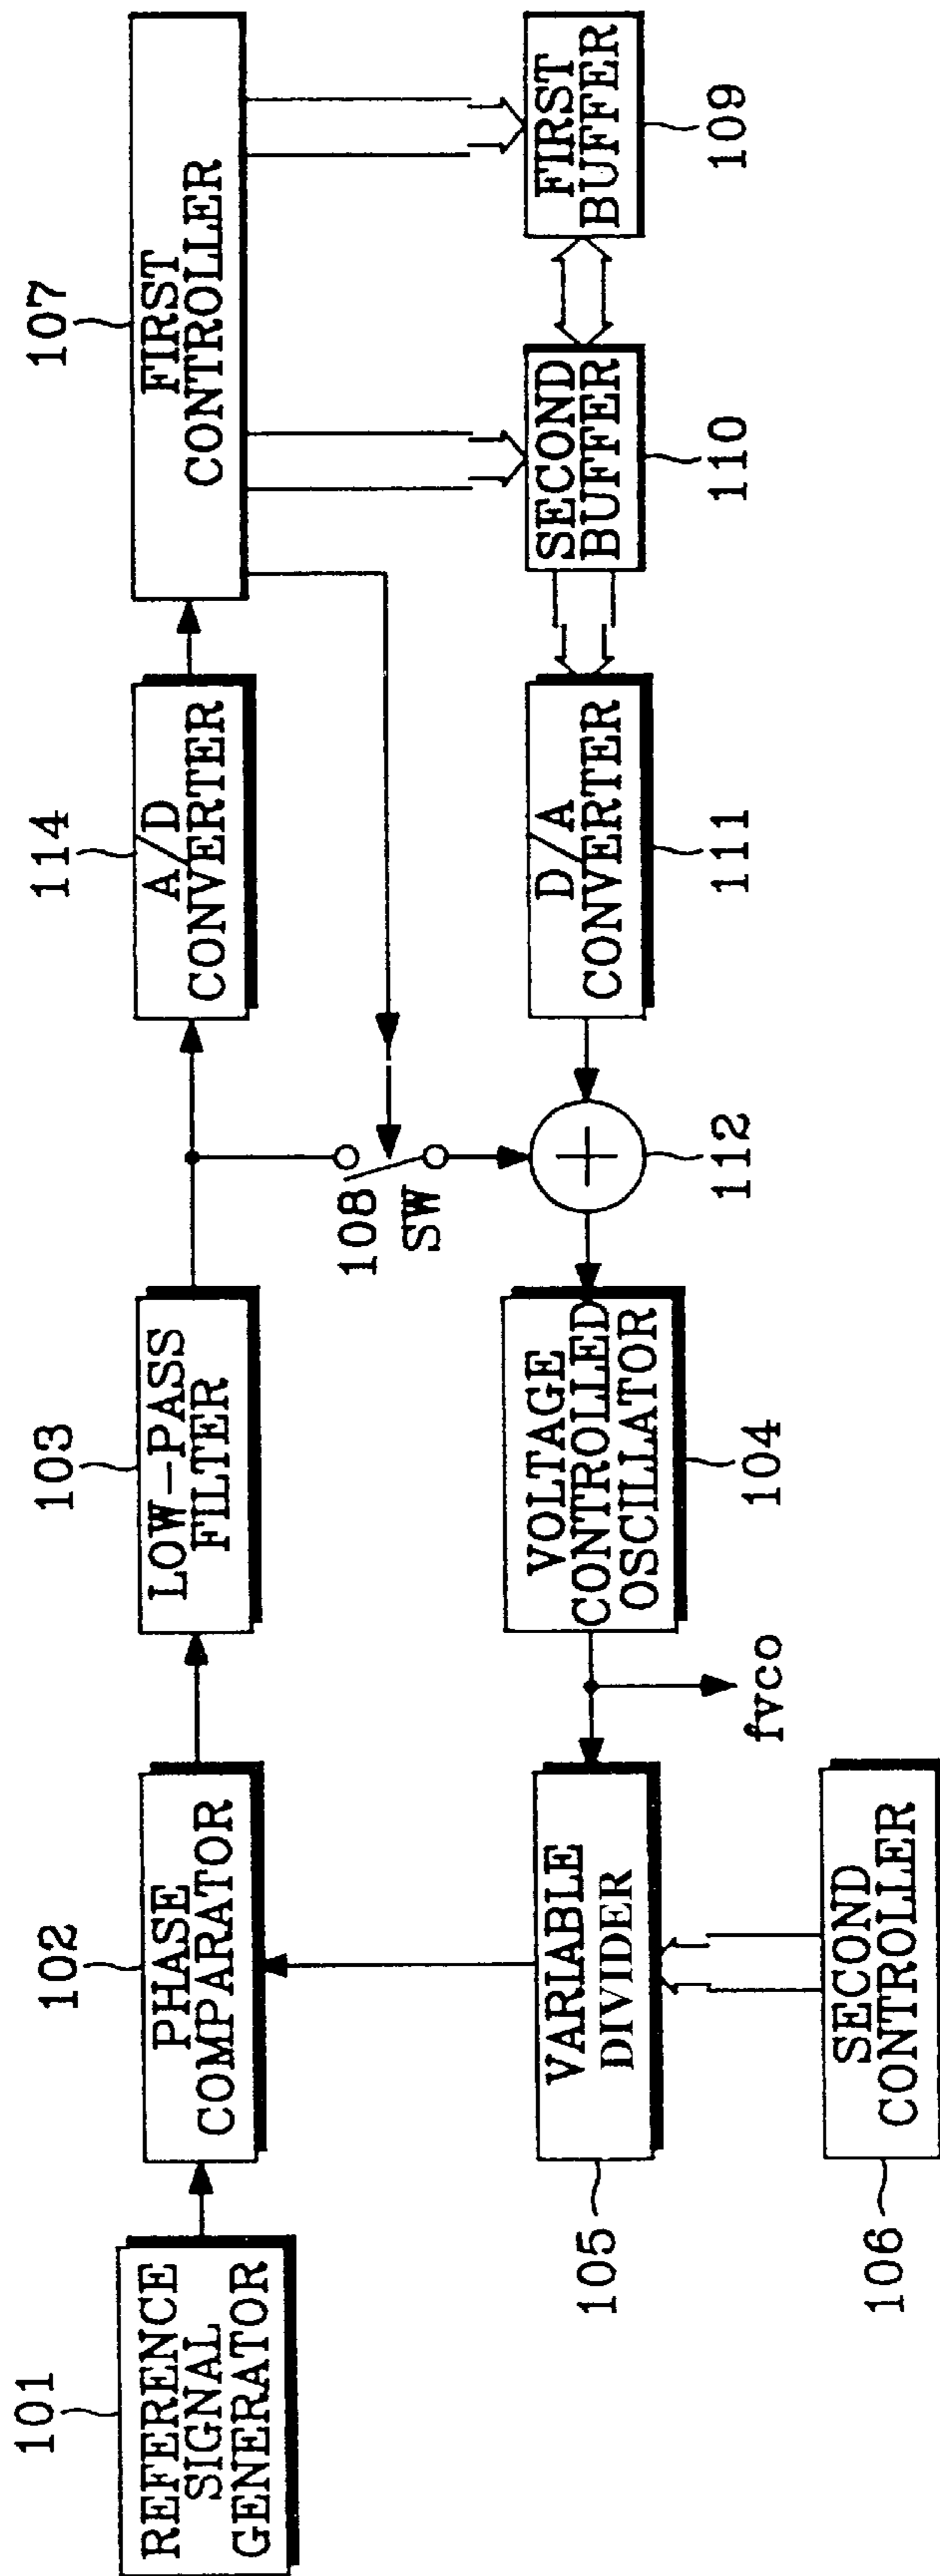 101
REFERENCE
SIGNAL
GENERATOR
102
PHASE
COMPARATOR
103
LOW-PASS
FILTER
114
A/D
CONVERTER
107
FIRST
CONTROLLER
108
SW
105
VARIABLE
DIVIDER
104
VOLTAGE
CONTROLLED
OSCILLATOR
fvco
112
111
D/A
CONVERTER
110
SECOND
BUFFER
109
FIRST
BUFFER
106
SECOND
CONTROLLER